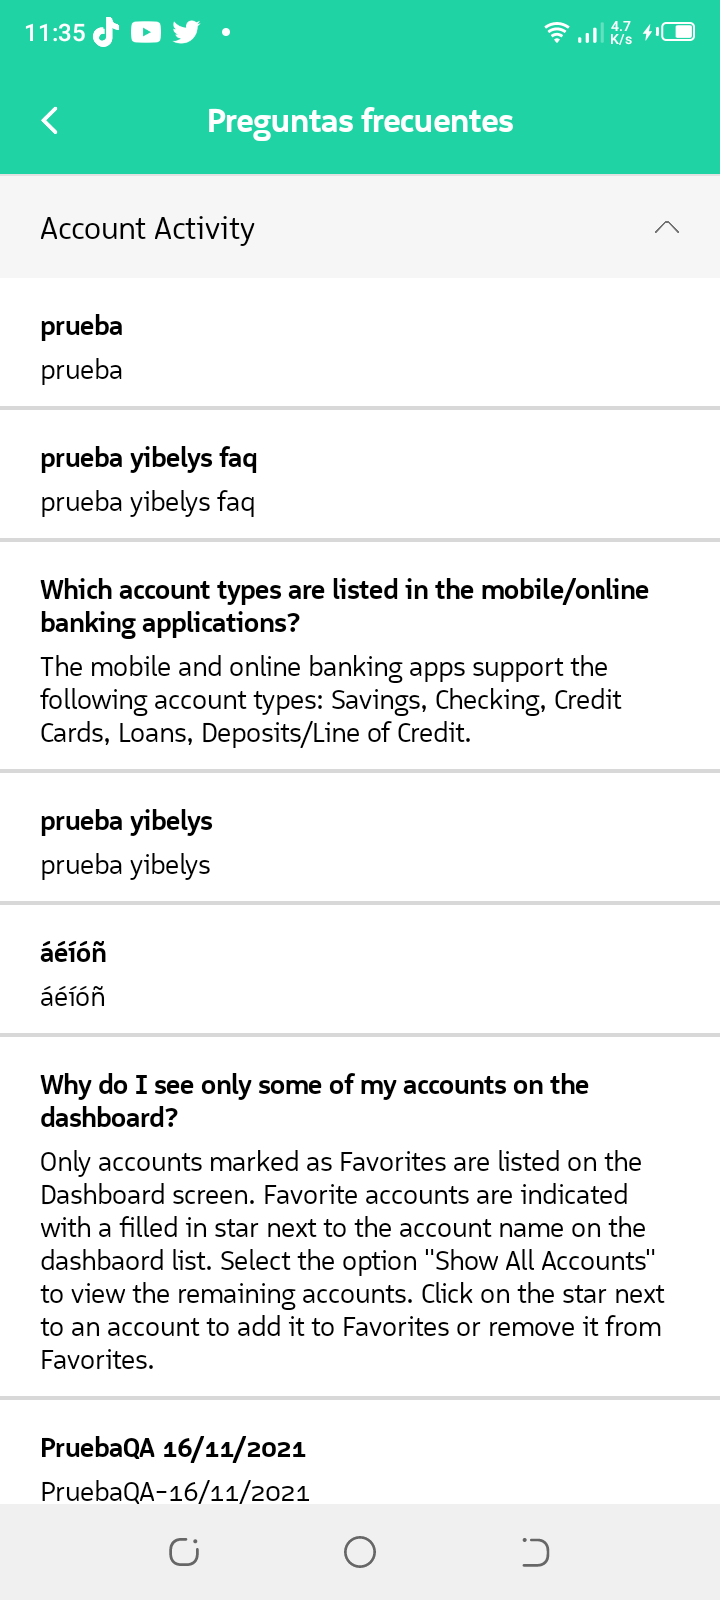 11:35
4.7
K/s
Preguntas frecuentes
Account Activity
prueba
prueba
prueba yibelys faq
prueba yibelys faq
Which account types are listed in the mobile/online
banking applications?
The mobile and online banking apps support the
following account types: Savings, Checking, Credit
Cards, Loans, Deposits/Line of Credit.
prueba yibelys
prueba yibelys
áéíóñ
áéíóñ
Why do I see only some of my accounts on the
dashboard?
Only accounts marked as Favorites are listed on the
Dashboard screen. Favorite accounts are indicated
with a filled in star next to the account name on the
dashbaord list. Select the option "Show All Accounts"
to view the remaining accounts. Click on the star next
to an account to add it to Favorites or remove it from
Favorites.
PruebaQA 16/11/2021
PruebaQA-16/11/2021